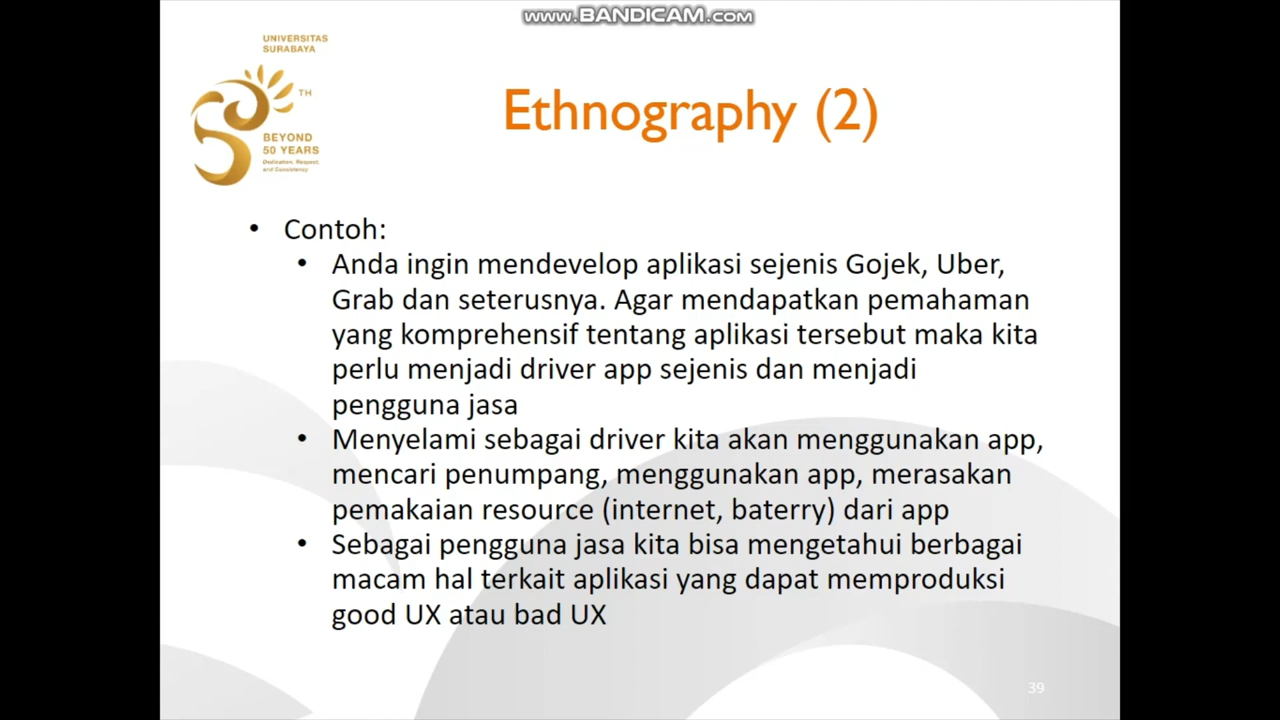 www.BANDICAM.com
UNIVERSITAS
SURABAYA
TH
BEYOND
50 YEARS
Dedication, Respect,
and Consistency
Ethnography (2)
• Contoh:
• Anda ingin mendevelop aplikasi sejenis Gojek, Uber,
Grab dan seterusnya. Agar mendapatkan pemahaman
yang komprehensif tentang aplikasi tersebut maka kita
perlu menjadi driver app sejenis dan menjadi
pengguna jasa
• Menyelami sebagai driver kita akan menggunakan app,
mencari penumpang, menggunakan app, merasakan
pemakaian resource (internet, baterry) dari app
• Sebagai pengguna jasa kita bisa mengetahui berbagai
macam hal terkait aplikasi yang dapat memproduksi
good UX atau bad UX
39